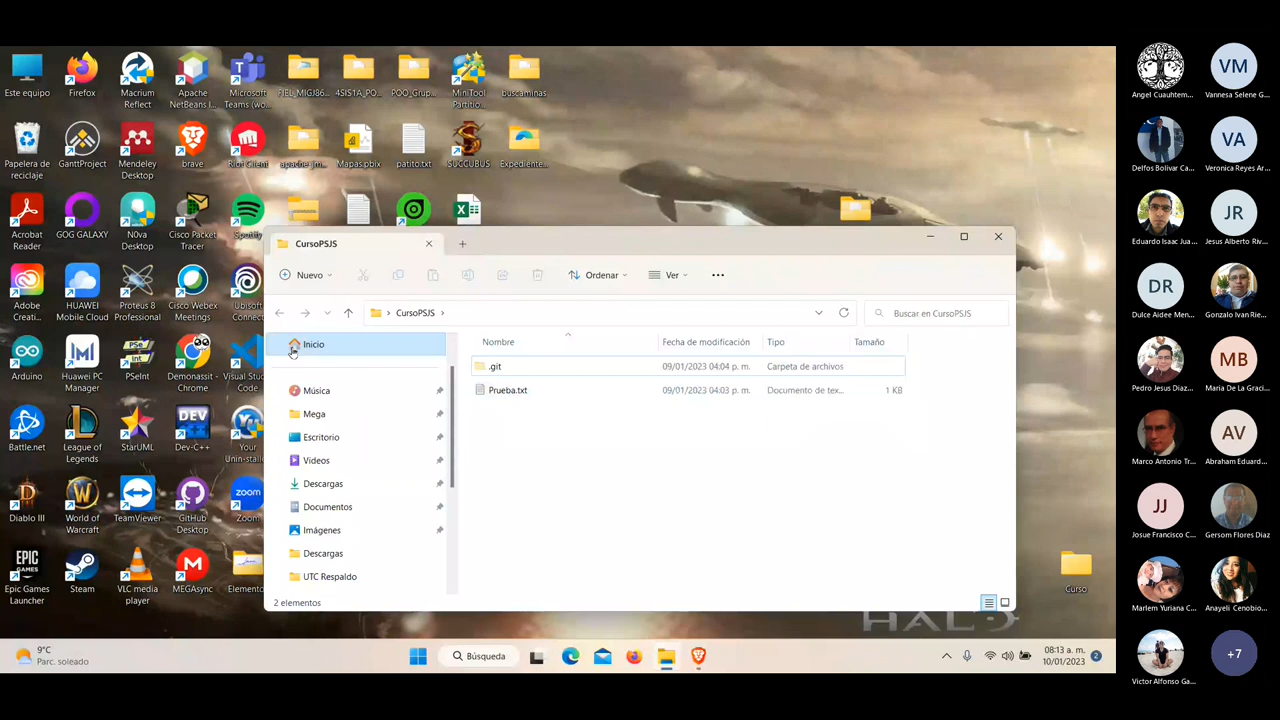 Este equipo
Firefox
Macrium
Reflect
Apache
NetBeans I...
Microsoft
Teams (wo...
FIEL_MIGJ86...
4SIS1A_PO...
POO_Grup...
MiniTool
Partitio...
buscaminas
Papelera de
reciclaje
GanttProject
Mendeley
Desktop
brave
Riot Client
apache-jm...
Mapas.pbix
patito.txt
SUCCUBUS
Expediente...
Acrobat
Reader
GOG GALAXY
N0va
Desktop
Cisco Packet
Tracer
Spotify
Adobe
Creati...
HUAWEI
Mobile Cloud
Proteus 8
Professional
Cisco Webex
Meetings
Ubisoft
Connect
Arduino
Huawei PC
Manager
PSeInt
Demonassit -
Chrome
Visual Stud
Code
Battle.net
League of
Legends
StarUML
DEV
Dev-C++
Your
Unin-stall
Diablo III
World of
Warcraft
TeamViewer
GitHub
Desktop
zoom
Zoom
EPIC
GAMES
Epic Games
Launcher
Steam
VLC media
player
MEGAsync
Elemento
Curso
HALO
CursoPSJS
Nuevo
Ordenar
Ver
CursoPSJS
Buscar en CursoPSJS
Inicio
Música
Mega
Escritorio
Videos
Descargas
Documentos
Imágenes
Descargas
UTC Respaldo
Nombre
Fecha de modificación
Tipo
Tamaño
.git
09/01/2023 04:04 p. m.
Carpeta de archivos
Prueba.txt
09/01/2023 04:03 p. m.
Documento de tex...
1 KB
2 elementos
9°C
Parc. soleado
Búsqueda
08:13 a. m.
10/01/2023
2
Angel Cuauhtem...
VM
Vannesa Selene G...
Delfos Bolivar Ca...
VA
Veronica Reyes Ar...
Eduardo Isaac Jua...
JR
Jesus Alberto Riv...
DR
Dulce Aidee Men...
Gonzalo Ivan Rie...
Pedro Jesus Diaz...
MB
Maria De La Graci...
Marco Antonio Tr...
AV
Abraham Eduard...
JJ
Josue Francisco C...
Gersom Flores Diaz
Marlem Yuriana C...
Anayeli Cenobio...
Victor Alfonso Ga...
+7